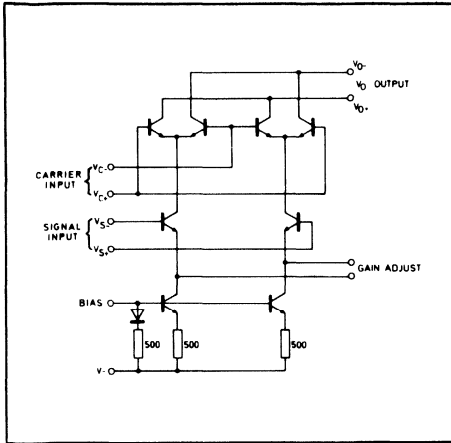 VO-
VO OUTPUT
VO+
VC-
CARRIER INPUT
VC+
VS-
SIGNAL INPUT
VS+
GAIN ADJUST
BIAS
500
500
500
V-